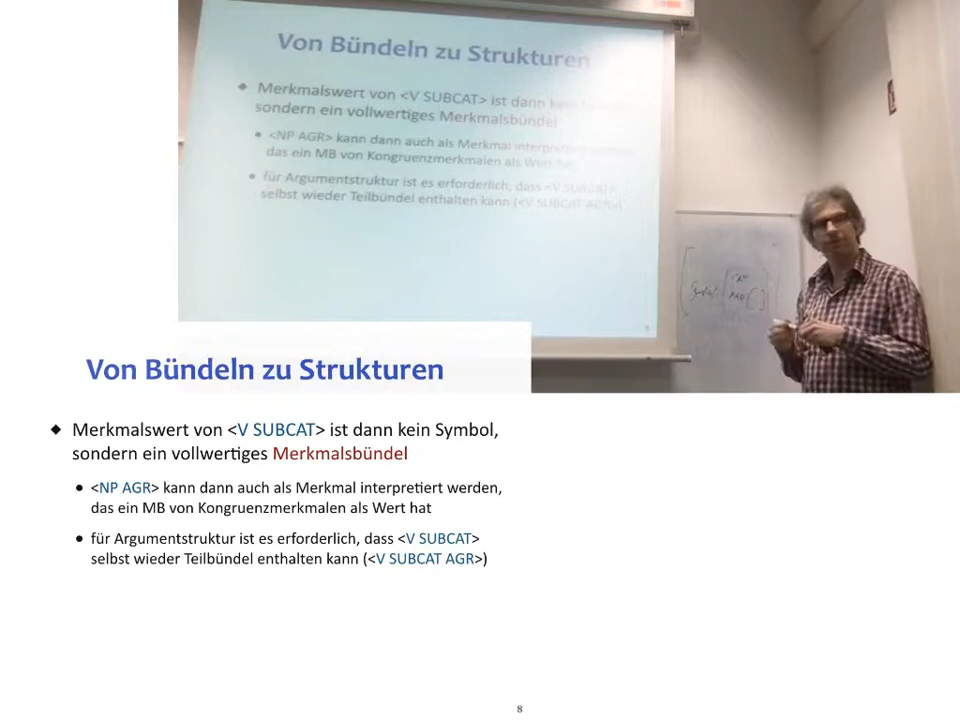 Von Bündeln zu Strukturen
Merkmalswert von <V SUBCAT> ist dann
sondern ein vollwertiges Merkmalsbündel
<NP AGR> kann dann auch als Merkmal
das ein MB von Kongruenzmerkmalen als Wert hat
für Argumentstruktur ist es erforderlich, dass <V SUBCAT>
selbst wieder Teilbündel enthalten kann (<V SUBCAT AGR>)
Von Bündeln zu Strukturen
Merkmalswert von <V SUBCAT> ist dann kein Symbol,
sondern ein vollwertiges Merkmalsbündel
<NP AGR> kann dann auch als Merkmal interpretiert werden,
das ein MB von Kongruenzmerkmalen als Wert hat
für Argumentstruktur ist es erforderlich, dass <V SUBCAT>
selbst wieder Teilbündel enthalten kann (<V SUBCAT AGR>)
8